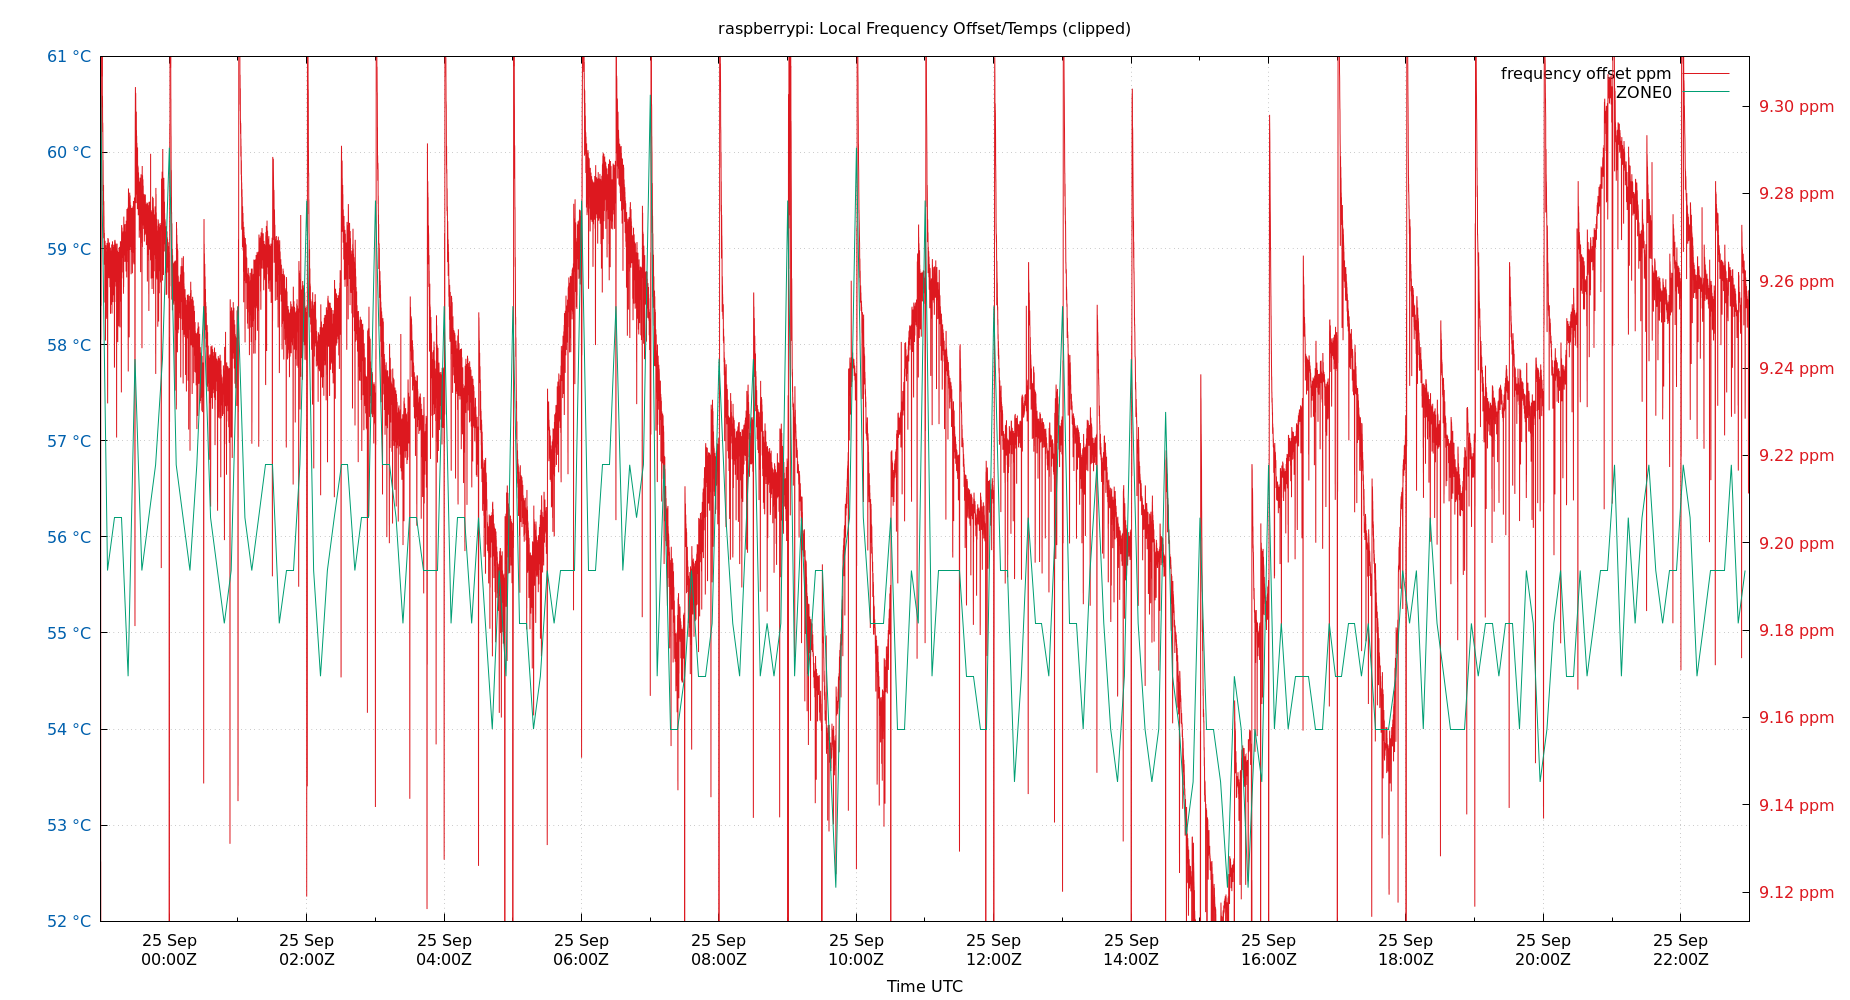 raspberrypi: Local Frequency Offset/Temps (clipped)
61 °C
60 °C
59 °C
58 °C
57 °C
56 °C
55 °C
54 °C
53 °C
52 °C
frequency offset ppm
ZONE0
9.30 ppm
9.28 ppm
9.26 ppm
9.24 ppm
9.22 ppm
9.20 ppm
9.18 ppm
9.16 ppm
9.14 ppm
9.12 ppm
25 Sep 25 Sep 25 Sep 25 Sep 25 Sep 25 Sep 25 Sep 25 Sep 25 Sep 25 Sep 25 Sep 25 Sep
00:00Z 02:00Z 04:00Z 06:00Z 08:00Z 10:00Z 12:00Z 14:00Z 16:00Z 18:00Z 20:00Z 22:00Z
Time UTC